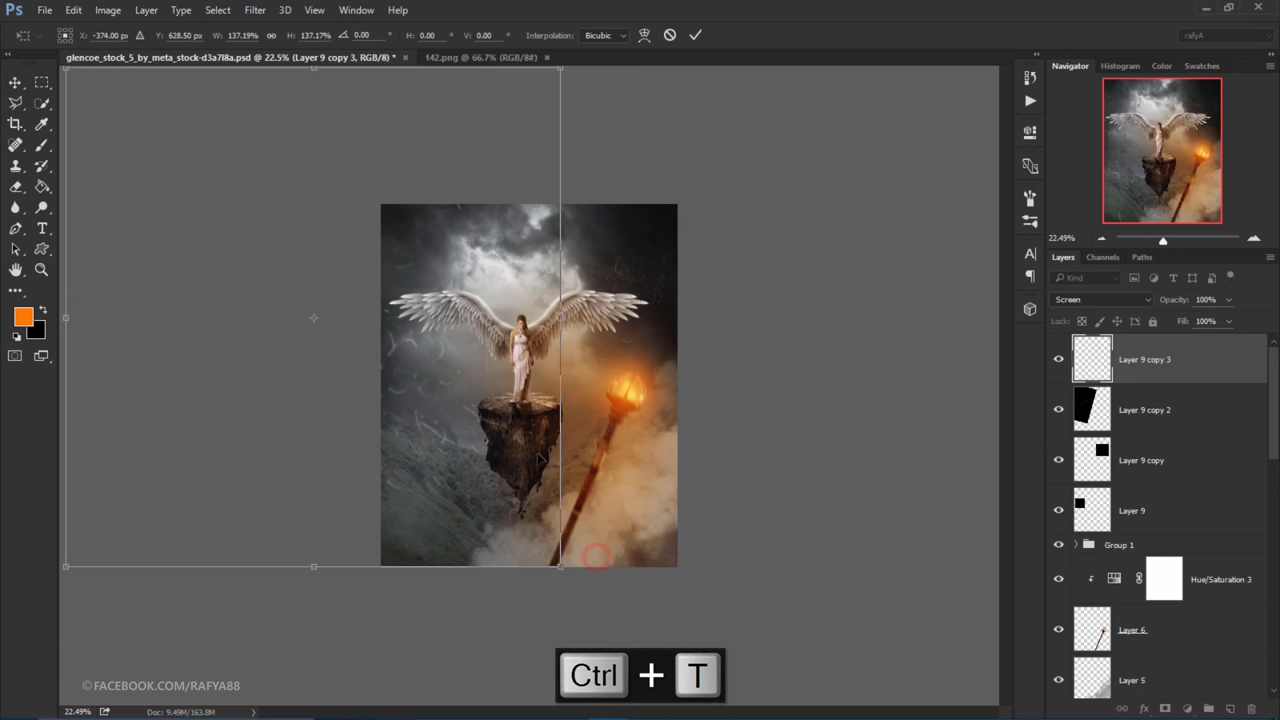 Ps File Edit Image Layer Type Select Filter 3D View Window Help
X: -374.00 px Y: 628.50 px W: 137.19% H: 137.17% 0.00 ° H: 0.00 ° V: 0.00 ° Interpolation: Bicubic rafyA
glencoe_stock_5_by_meta_stock-d3a7l8a.psd @ 22.5% (Layer 9 copy 3, RGB/8) * × 142.png @ 66.7% (RGB/8#) ×
Navigator Histogram Color Swatches
22.49%
Layers Channels Paths
Kind
Screen Opacity: 100%
Lock: Fill: 100%
Layer 9 copy 3
Layer 9 copy 2
Layer 9 copy
Layer 9
Group 1
Hue/Saturation 3
Layer 6
Layer 5
Ctrl + T
©FACEBOOK.COM/RAFYA88
22.49% Doc: 9.49M/163.8M